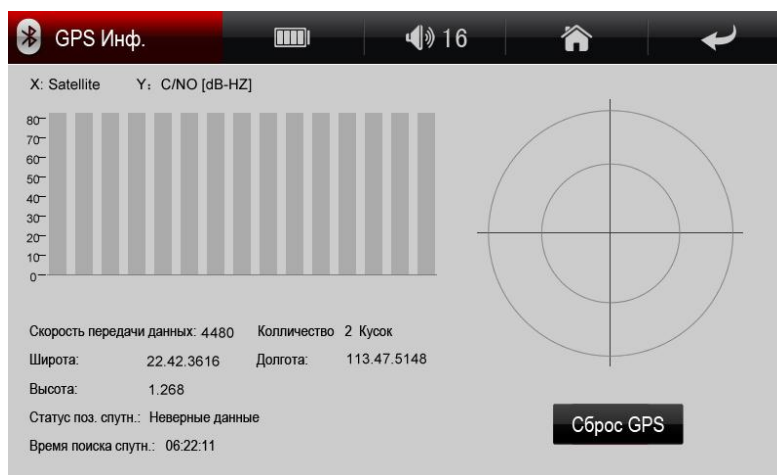 GPS Инф.
16
X: Satellite Y: C/NO [dB-HZ]
80
70
60
50
40
30
20
10
0
Скорость передачи данных: 4480 Колличество 2 Кусок
Широта: 22.42.3616 Долгота: 113.47.5148
Высота: 1.268
Статус поз. спутн.: Неверные данные
Время поиска спутн.: 06:22:11
Сброс GPS